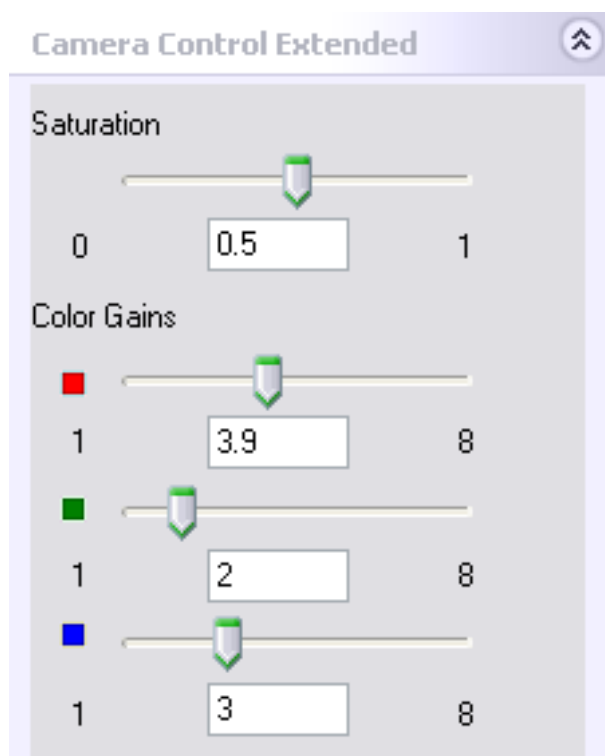 Camera Control Extended
Saturation
0 0.5 1
Color Gains
1 3.9 8
1 2 8
1 3 8